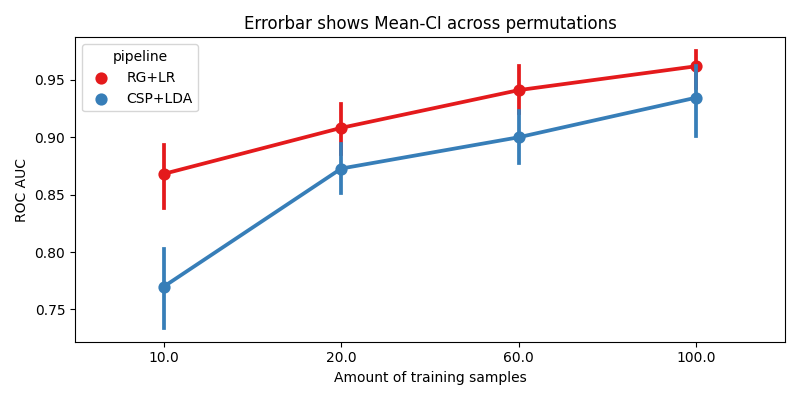 Errorbar shows Mean-CI across permutations
pipeline
RG+LR
CSP+LDA
ROC AUC
0.95
0.90
0.85
0.80
0.75
10.0 20.0 60.0 100.0
Amount of training samples